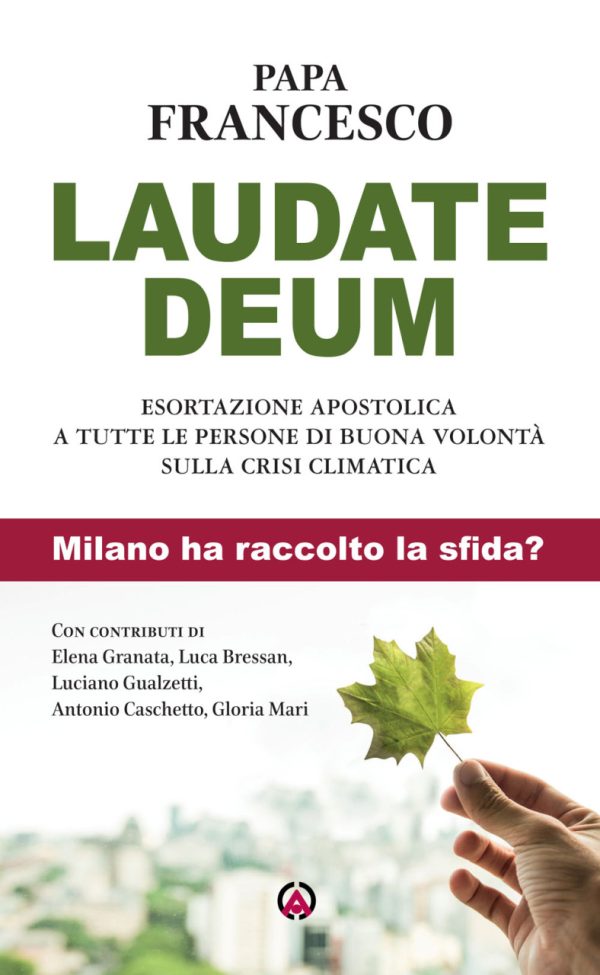 PAPA
FRANCESCO
LAUDATE
DEUM
ESORTAZIONE APOSTOLICA
A TUTTE LE PERSONE DI BUONA VOLONTÀ
SULLA CRISI CLIMATICA
Milano ha raccolto la sfida?
CON CONTRIBUTI DI
Elena Granata, Luca Bressan,
Luciano Gualzetti,
Antonio Caschetto, Gloria Mari